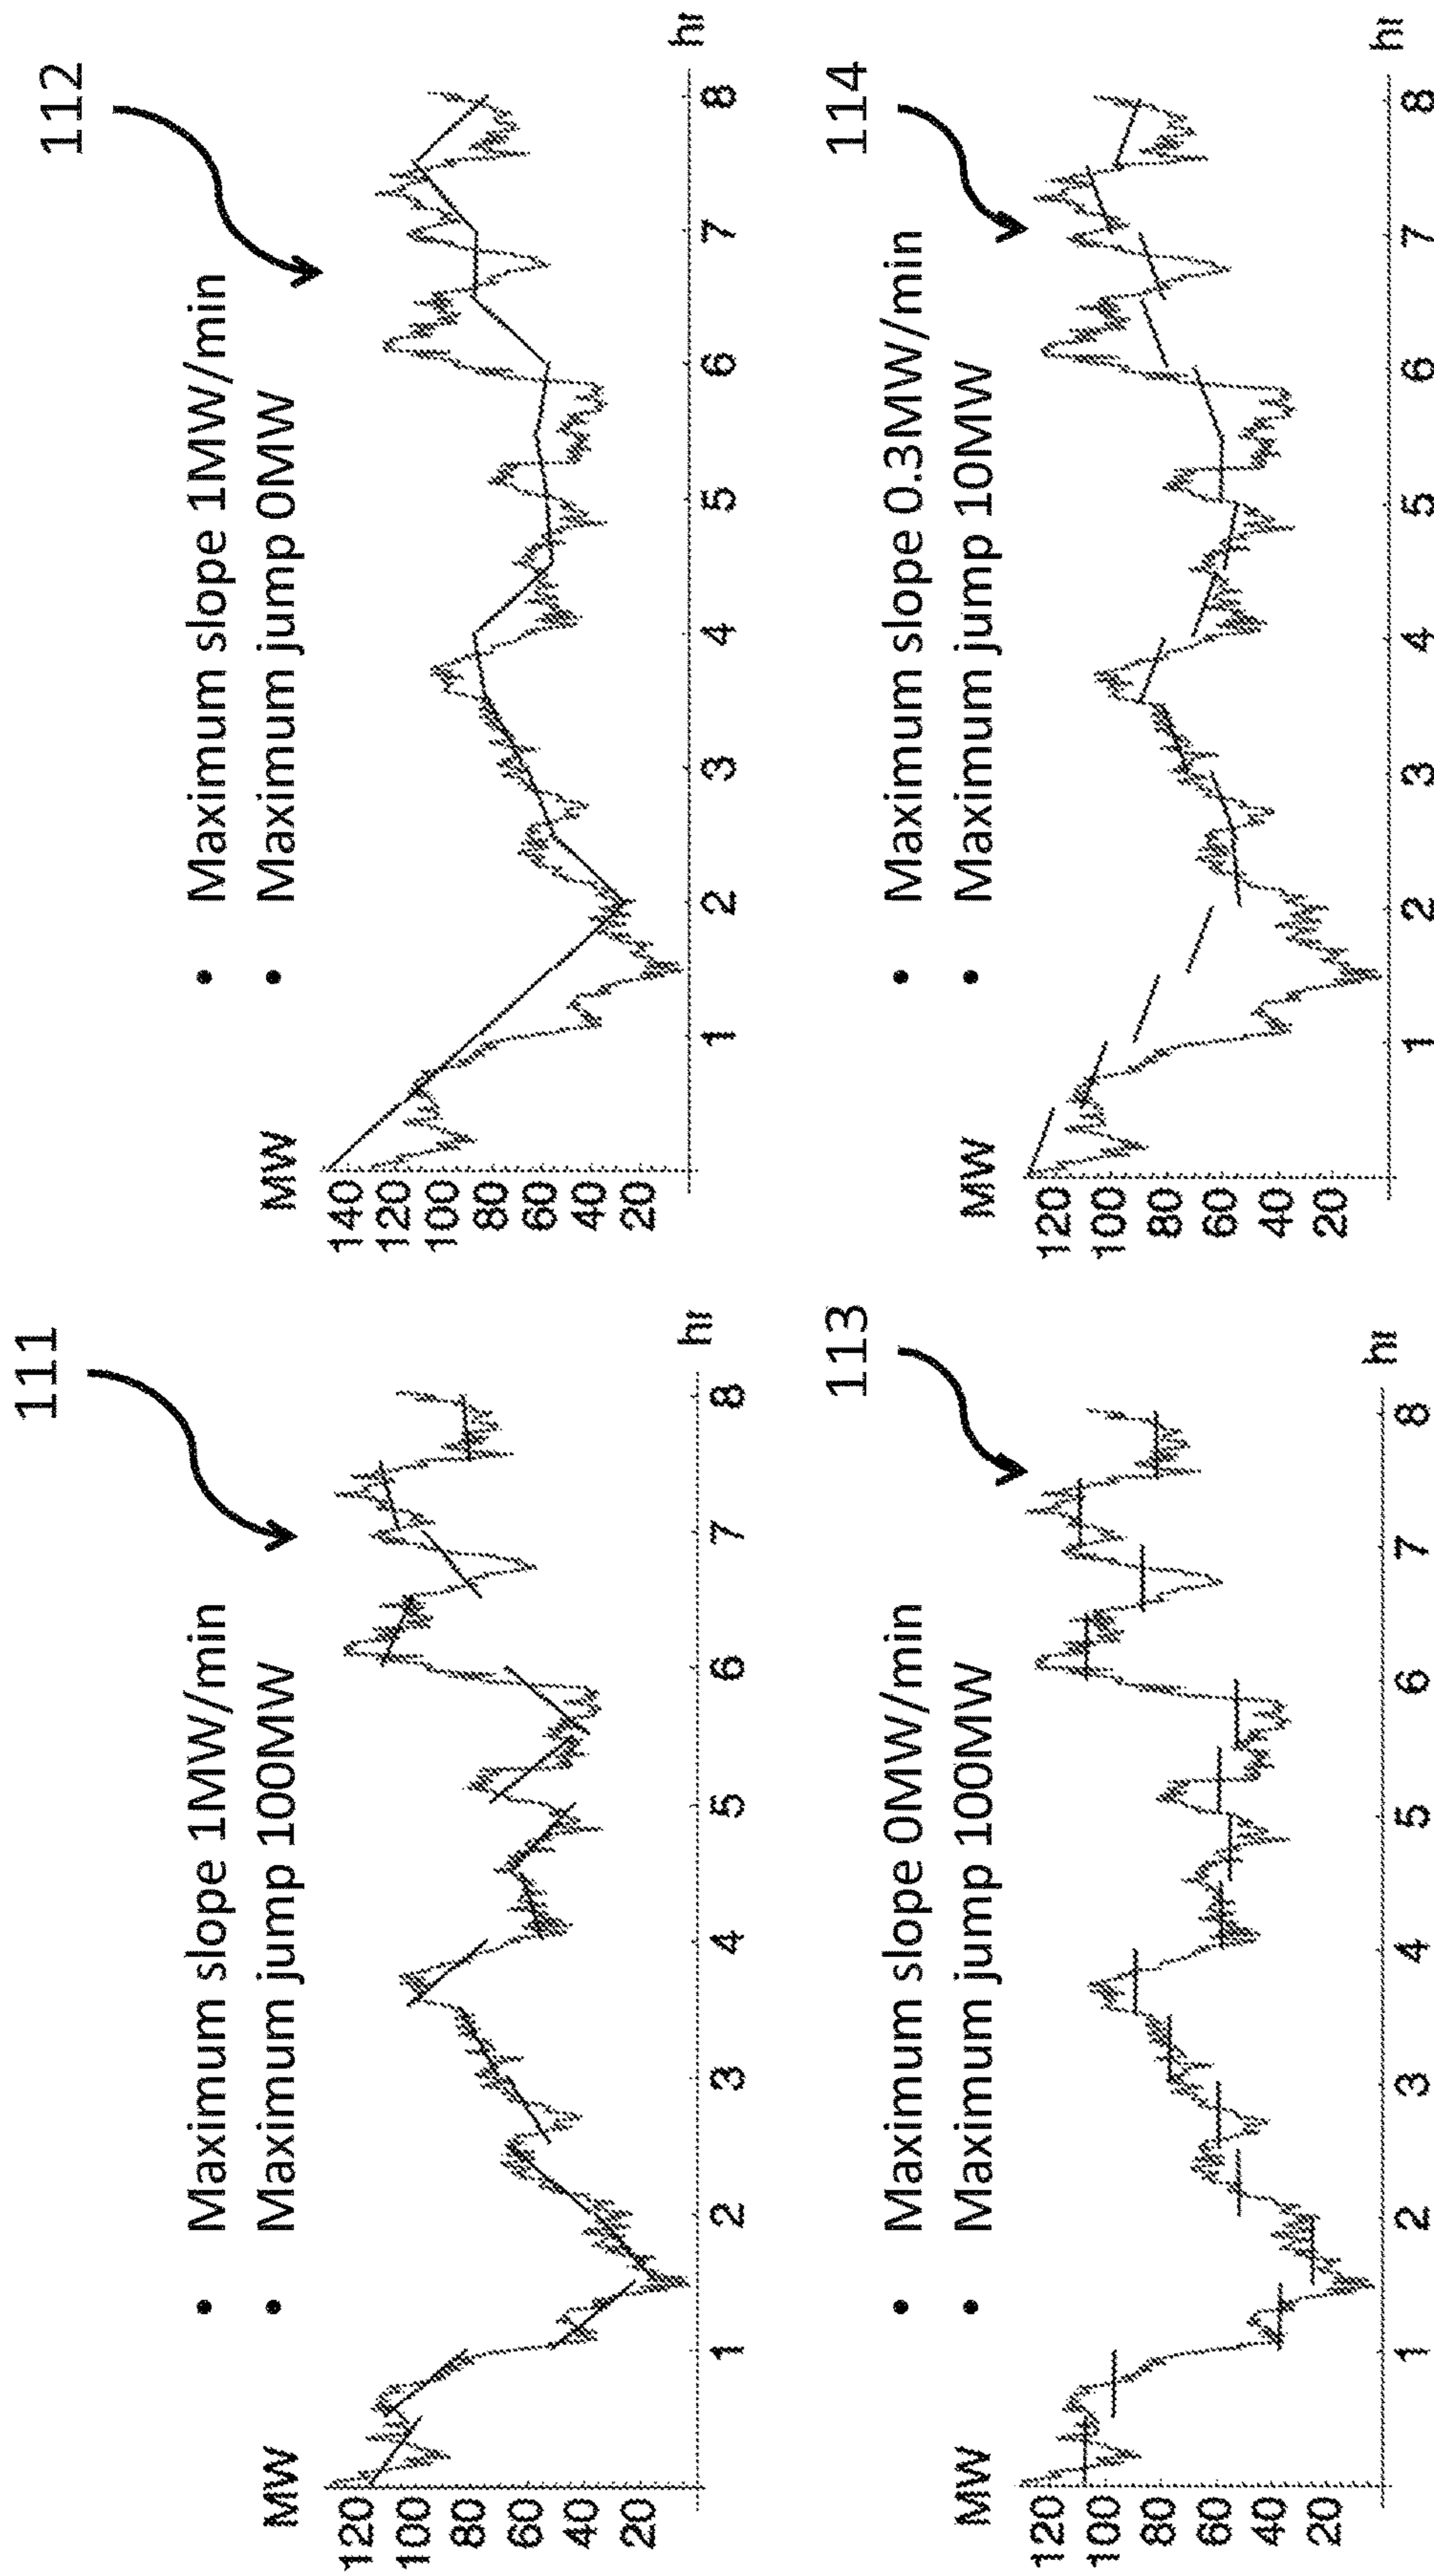 111
• Maximum slope 1MW/min
• Maximum jump 100MW
MW
120
100
80
60
40
20
1 2 3 4 5 6 7 8 hr
112
• Maximum slope 1MW/min
• Maximum jump 0MW
MW
140
120
100
80
60
40
20
1 2 3 4 5 6 7 8 hr
113
• Maximum slope 0MW/min
• Maximum jump 100MW
MW
120
100
80
60
40
20
1 2 3 4 5 6 7 8 hr
114
• Maximum slope 0.3MW/min
• Maximum jump 10MW
MW
120
100
80
60
40
20
1 2 3 4 5 6 7 8 hr